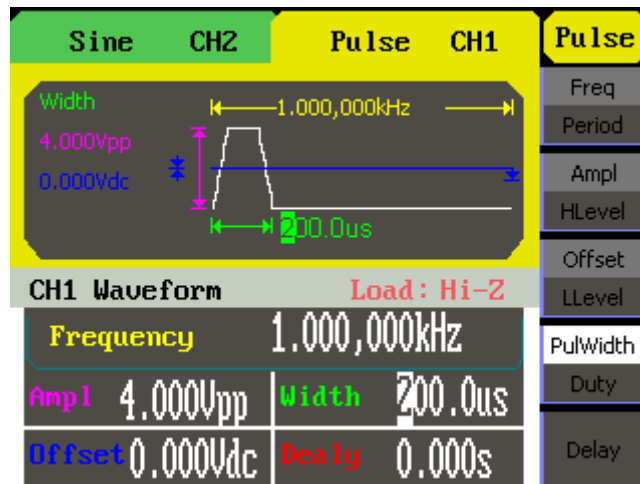 Sine CH2 Pulse CH1 Pulse
Width
1.000,000kHz
4.000Vpp
0.000Vdc
200.0us
CH1 Waveform Load: Hi-Z
Frequency 1.000,000kHz
Ampl 4.000Vpp Width 200.0us
Offset 0.000Vdc Dealy 0.000s
Freq
Period
Ampl
HLevel
Offset
LLevel
PulWidth
Duty
Delay